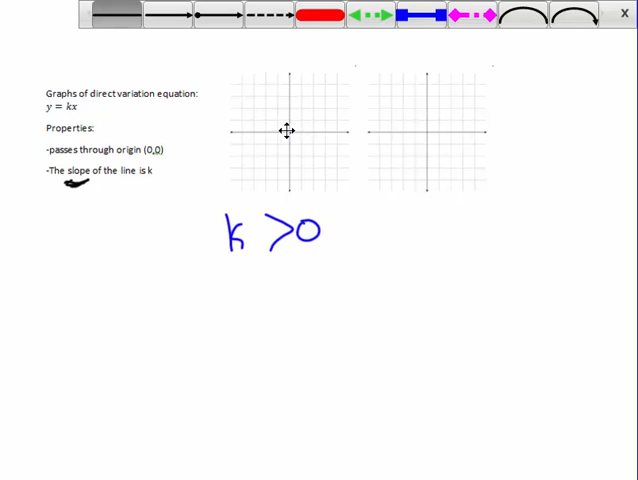 X
Graphs of direct variation equation:
y = kx
Properties:
-passes through origin (0,0)
-The slope of the line is k
k >0